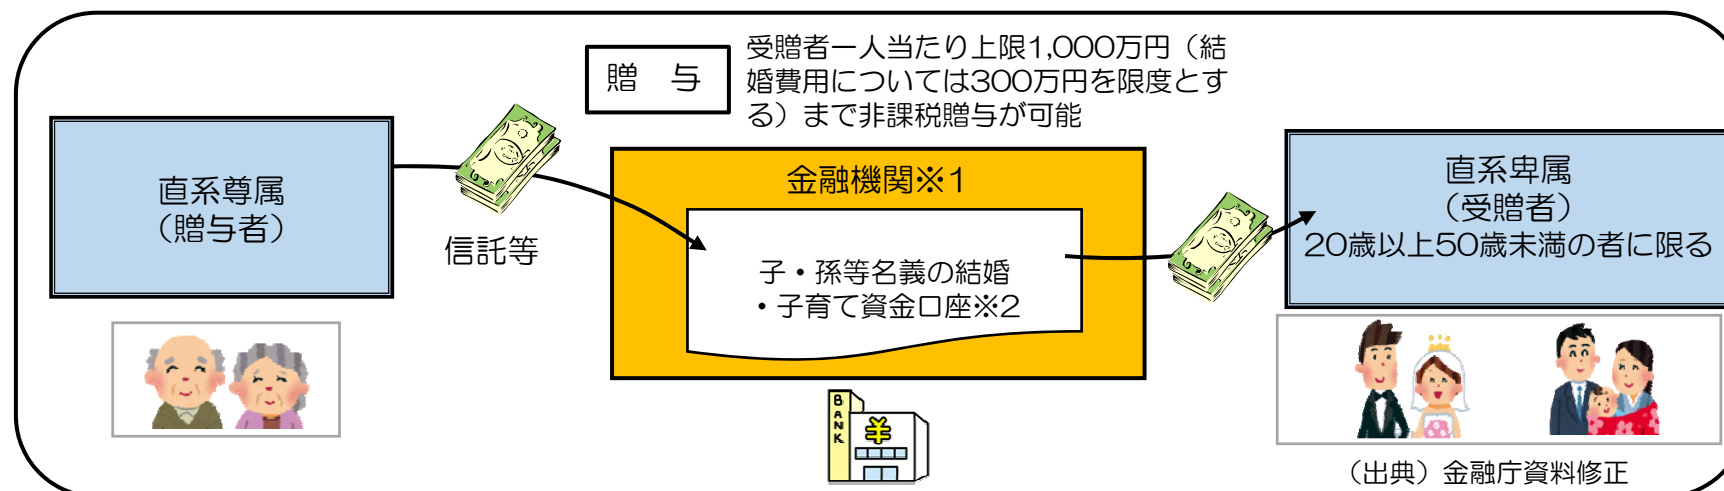 贈　与
受贈者一人当たり上限1,000万円（結
婚費用については300万円を限度とす
る）まで非課税贈与が可能
直系尊属
（贈与者）
信託等
金融機関※1
子・孫等名義の結婚
・子育て資金口座※2
直系卑属
（受贈者）
20歳以上50歳未満の者に限る
BANK
（出典）金融庁資料修正